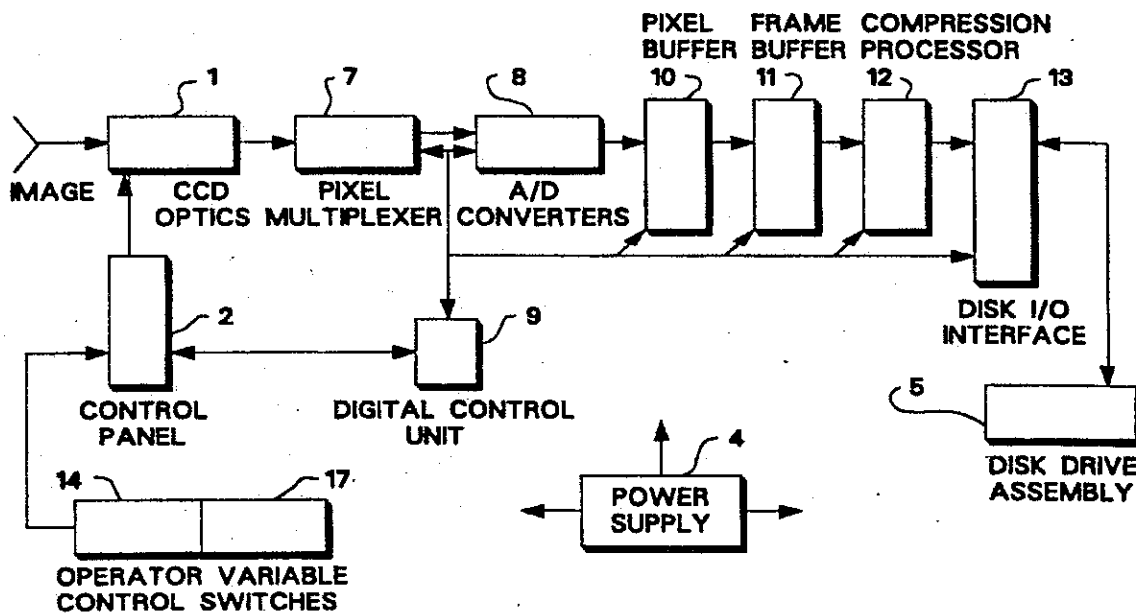 PIXEL FRAME COMPRESSION
BUFFER BUFFER PROCESSOR
1
7
8
10
11
12
13
IMAGE
CCD
OPTICS
PIXEL
MULTIPLEXER
A/D
CONVERTERS
2
9
DISK I/O
INTERFACE
CONTROL
PANEL
DIGITAL CONTROL
UNIT
5
DISK DRIVE
ASSEMBLY
14
17
4
POWER
SUPPLY
OPERATOR VARIABLE
CONTROL SWITCHES